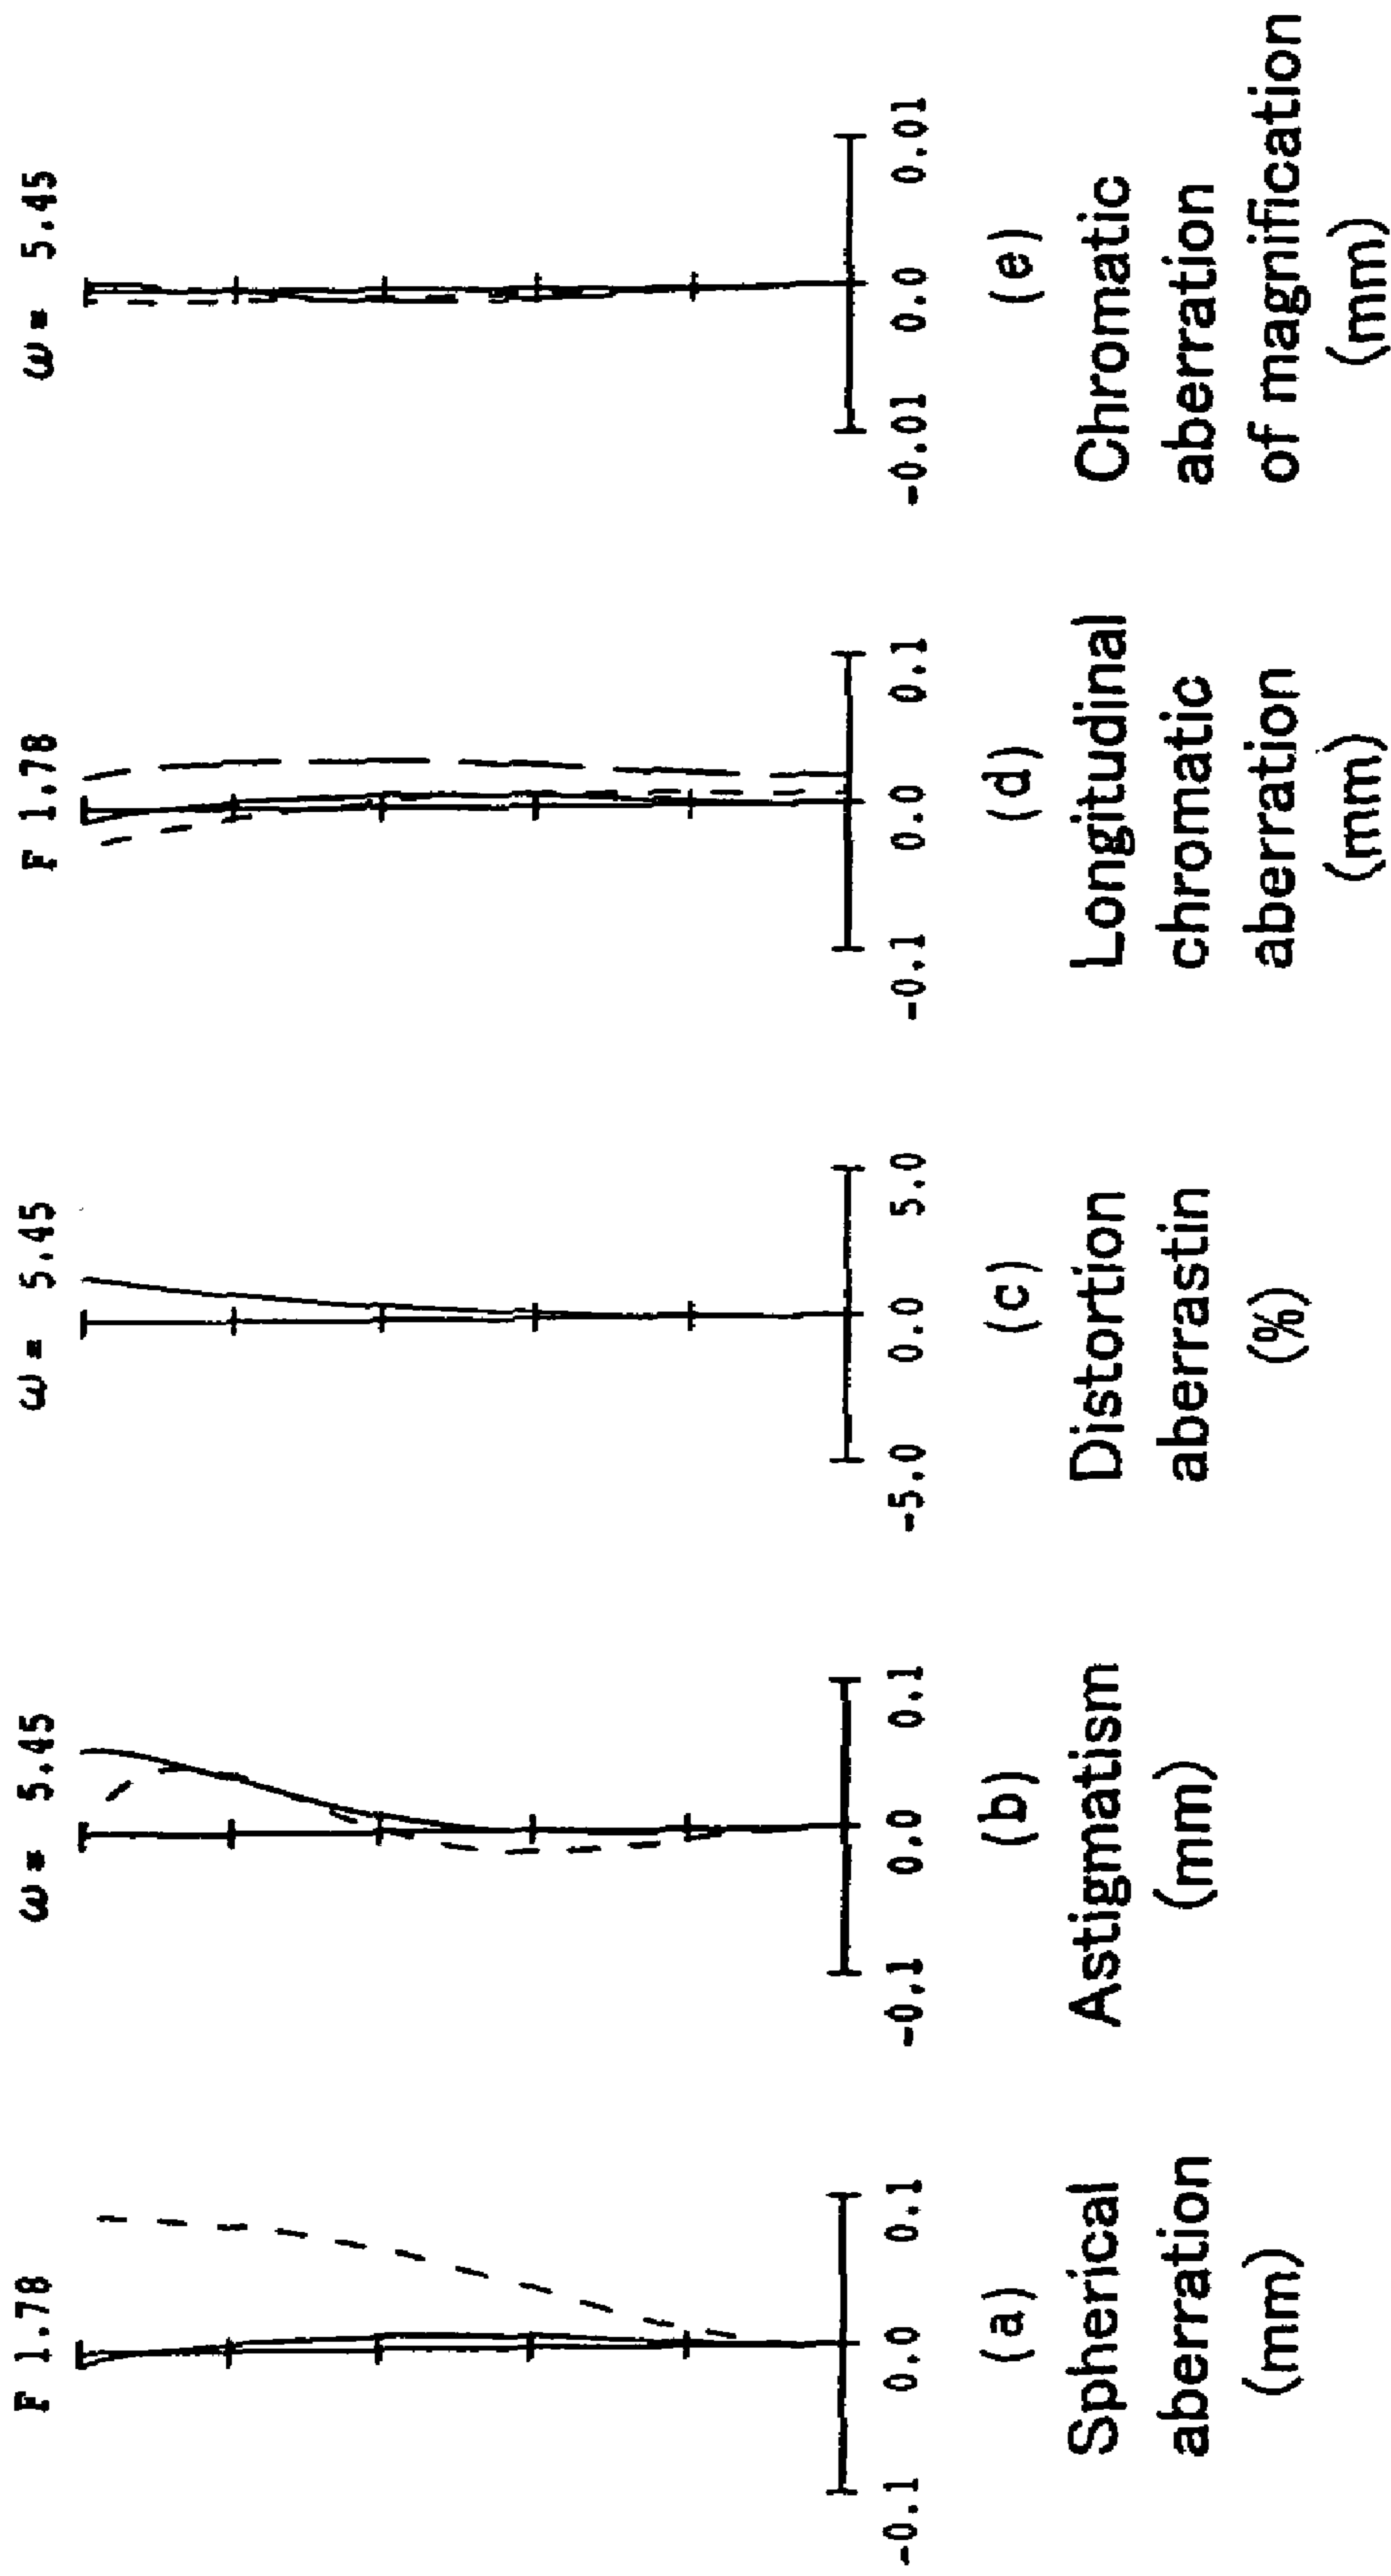 F 1.78
-0.1 0.0 0.1
(a)
Spherical
aberration
(mm)
ω= 5.45
-0.1 0.0 0.1
(b)
Astigmatism
(mm)
ω= 5.45
-5.0 0.0 5.0
(c)
Distortion
aberrastin
(%)
F 1.78
-0.1 0.0 0.1
(d)
Longitudinal
chromatic
aberration
(mm)
ω= 5.45
-0.01 0.0 0.01
(e)
Chromatic
aberration
of magnification
(mm)